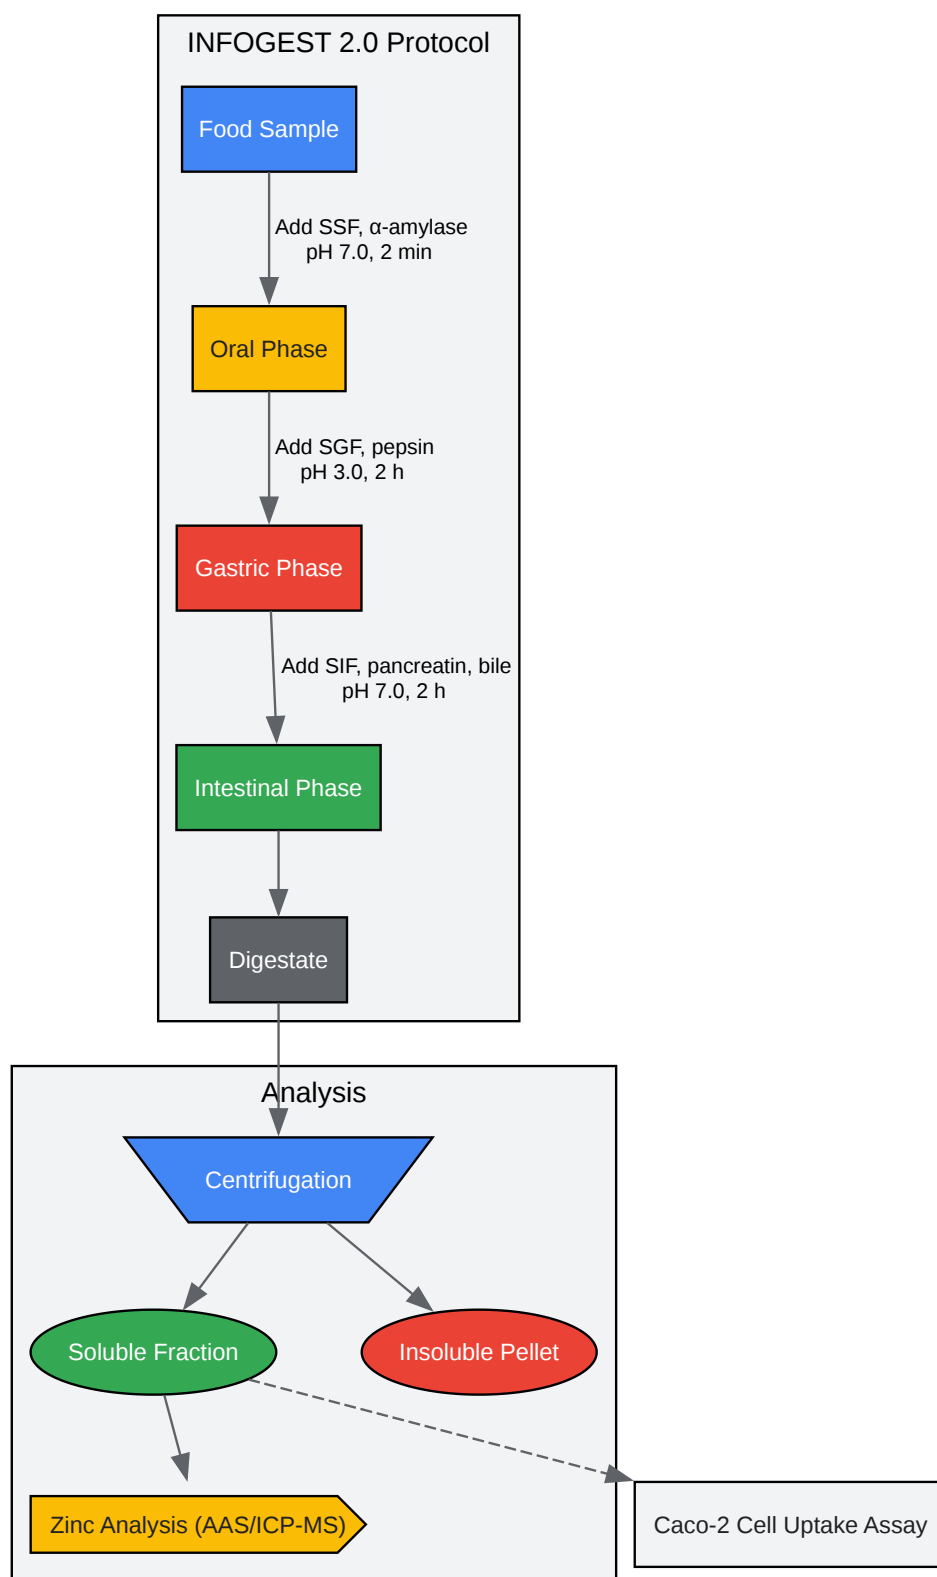 INFOGEST 2.0 Protocol
Food Sample
Add SSF, α-amylase
pH 7.0, 2 min
Oral Phase
Add SGF, pepsin
pH 3.0, 2 h
Gastric Phase
Add SIF, pancreatin, bile
pH 7.0, 2 h
Intestinal Phase
Digestate
Analysis
Centrifugation
Soluble Fraction
Insoluble Pellet
Zinc Analysis (AAS/ICP-MS)
Caco-2 Cell Uptake Assay